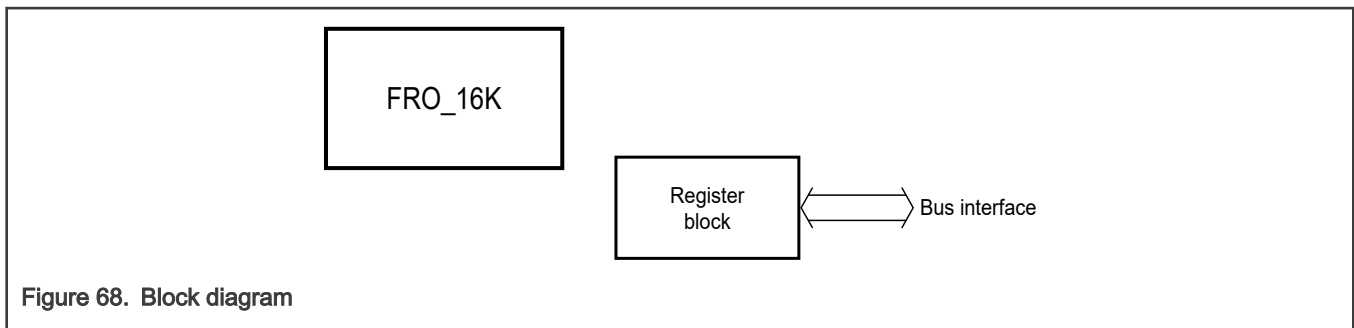 FRO_16K
Register
block
Bus interface
Figure 68. Block diagram